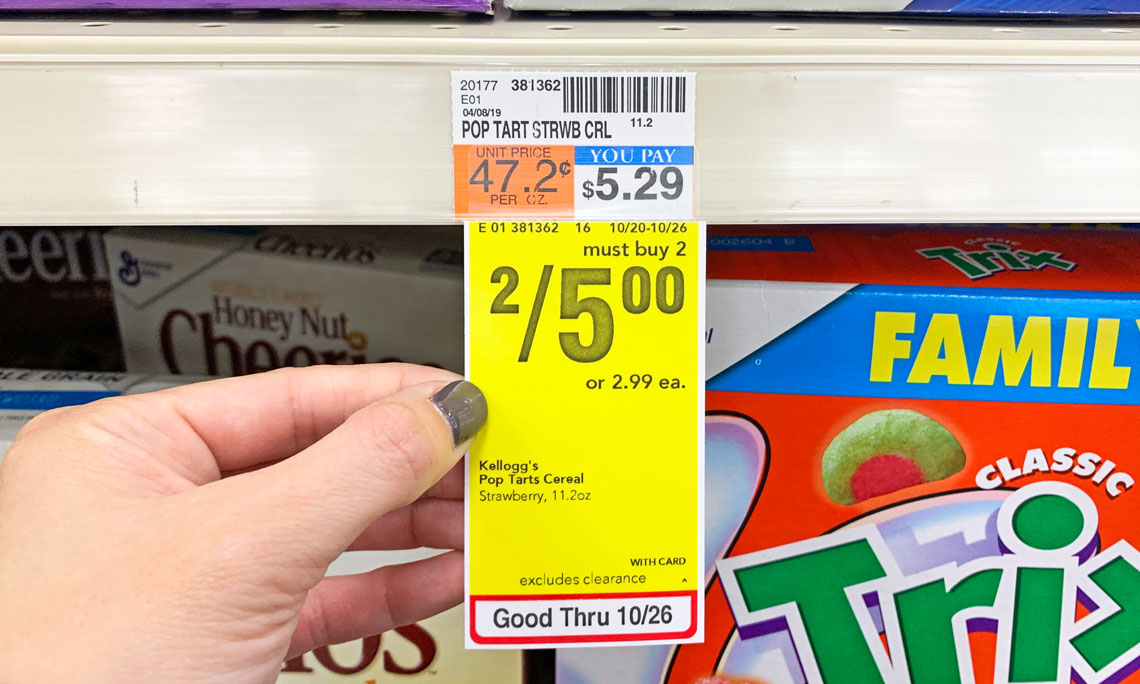 20177 381362
E01
04/08/19
POP TART STRWB CRL 11.2
UNIT PRICE
47.2¢
PER OZ.
YOU PAY
$5.29
E 01 381362 16 10/20-10/26
must buy 2
2/500
or 2.99 ea.
Kellogg's
Pop Tarts Cereal
Strawberry, 11.2oz
WITH CARD
excludes clearance ^
Good Thru 10/26
Cheerios
Honey Nut
Cheerios
Trix
FAMILY
CLASSIC
Trix